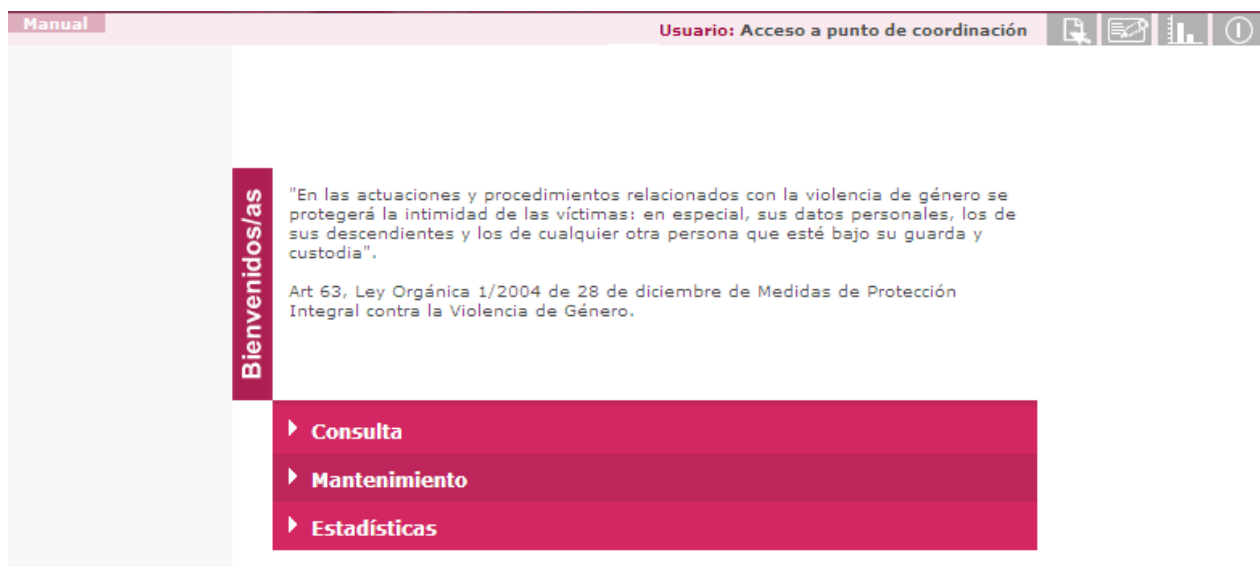 Manual
Usuario: Acceso a punto de coordinación
Bienvenidos/as
"En las actuaciones y procedimientos relacionados con la violencia de género se
protegerá la intimidad de las víctimas: en especial, sus datos personales, los de
sus descendientes y los de cualquier otra persona que esté bajo su guarda y
custodia".
Art 63, Ley Orgánica 1/2004 de 28 de diciembre de Medidas de Protección
Integral contra la Violencia de Género.
Consulta
Mantenimiento
Estadísticas